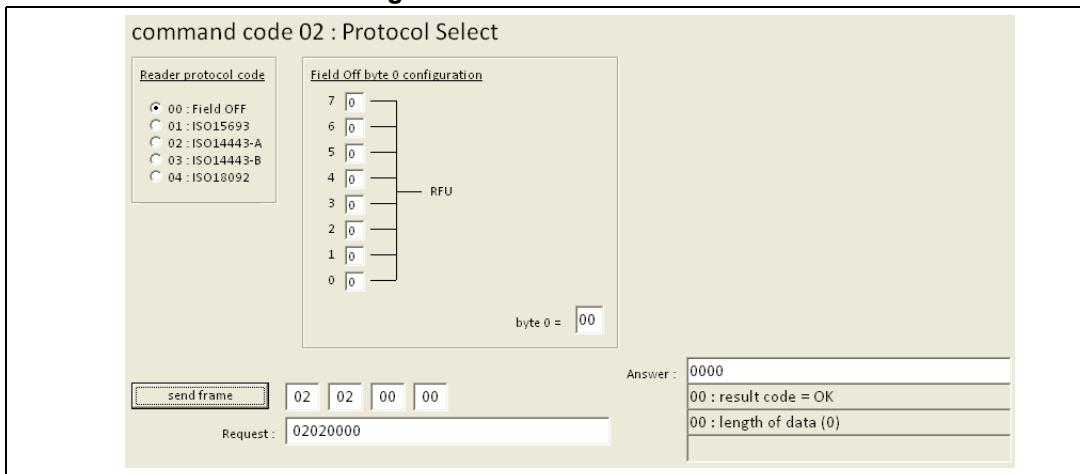 command code 02 : Protocol Select
Reader protocol code
00 : Field OFF
01 : ISO15693
02 : ISO14443-A
03 : ISO14443-B
04 : ISO18092
Field Off byte 0 configuration
7 0
6 0
5 0
4 0
RFU
3 0
2 0
1 0
0 0
byte 0 = 00
send frame 02 02 00 00
Request : 02020000
Answer : 0000
00 : result code = OK
00 : length of data (0)